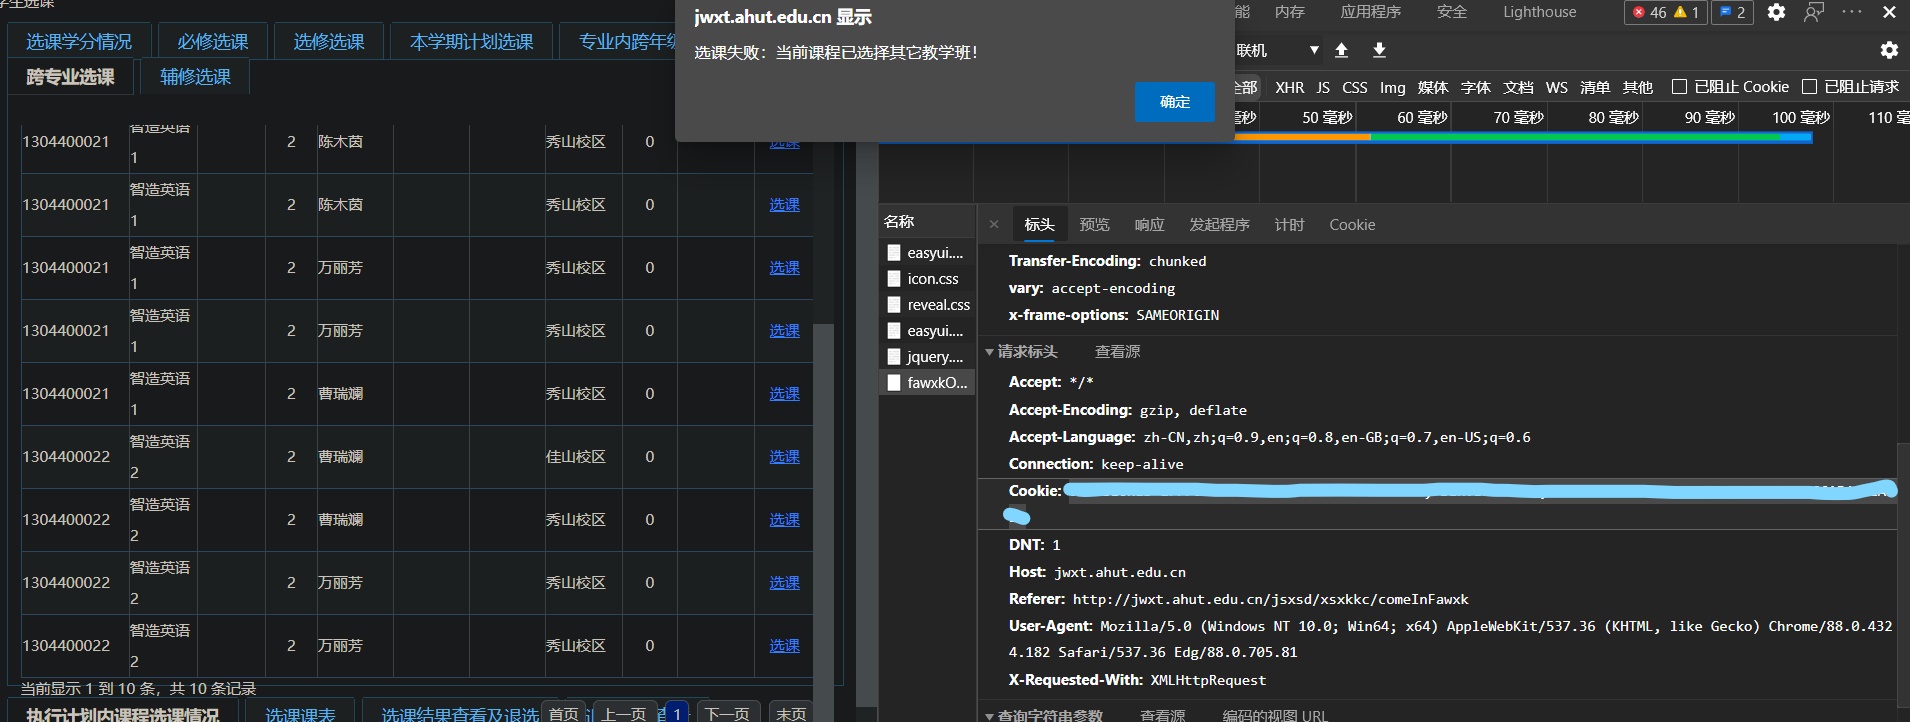 学生选课
选课学分情况 必修选课 选修选课 本学期计划选课 专业内跨年级
跨专业选课 辅修选课
1304400021 智造英语1 2 陈木茵 秀山校区 0 选课
1304400021 智造英语1 2 陈木茵 秀山校区 0 选课
1304400021 智造英语1 2 万丽芳 秀山校区 0 选课
1304400021 智造英语1 2 万丽芳 秀山校区 0 选课
1304400021 智造英语1 2 曹瑞斓 秀山校区 0 选课
1304400022 智造英语2 2 曹瑞斓 佳山校区 0 选课
1304400022 智造英语2 2 曹瑞斓 秀山校区 0 选课
1304400022 智造英语2 2 万丽芳 秀山校区 0 选课
1304400022 智造英语2 2 万丽芳 秀山校区 0 选课
当前显示 1 到 10 条，共 10 条记录
首页 上一页 1 下一页 末页
执行计划内课程选课情况 选课课表 选课结果查看及退选
jwxt.ahut.edu.cn 显示
选课失败：当前课程已选择其它教学班！
确定
能 内存 应用程序 安全 Lighthouse 46 1 2
联机
全部 XHR JS CSS Img 媒体 字体 文档 WS 清单 其他 已阻止 Cookie 已阻止请求
毫秒 50 毫秒 60 毫秒 70 毫秒 80 毫秒 90 毫秒 100 毫秒 110 毫
名称
easyui....
icon.css
reveal.css
easyui....
jquery....
fawxkO...
标头 预览 响应 发起程序 计时 Cookie
Transfer-Encoding: chunked
vary: accept-encoding
x-frame-options: SAMEORIGIN
请求标头 查看源
Accept: */*
Accept-Encoding: gzip, deflate
Accept-Language: zh-CN,zh;q=0.9,en;q=0.8,en-GB;q=0.7,en-US;q=0.6
Connection: keep-alive
Cookie:
DNT: 1
Host: jwxt.ahut.edu.cn
Referer: http://jwxt.ahut.edu.cn/jsxsd/xsxkkc/comeInFawxk
User-Agent: Mozilla/5.0 (Windows NT 10.0; Win64; x64) AppleWebKit/537.36 (KHTML, like Gecko) Chrome/88.0.432
4.182 Safari/537.36 Edg/88.0.705.81
X-Requested-With: XMLHttpRequest
查询字符串参数 查看源 编码的视图 URL